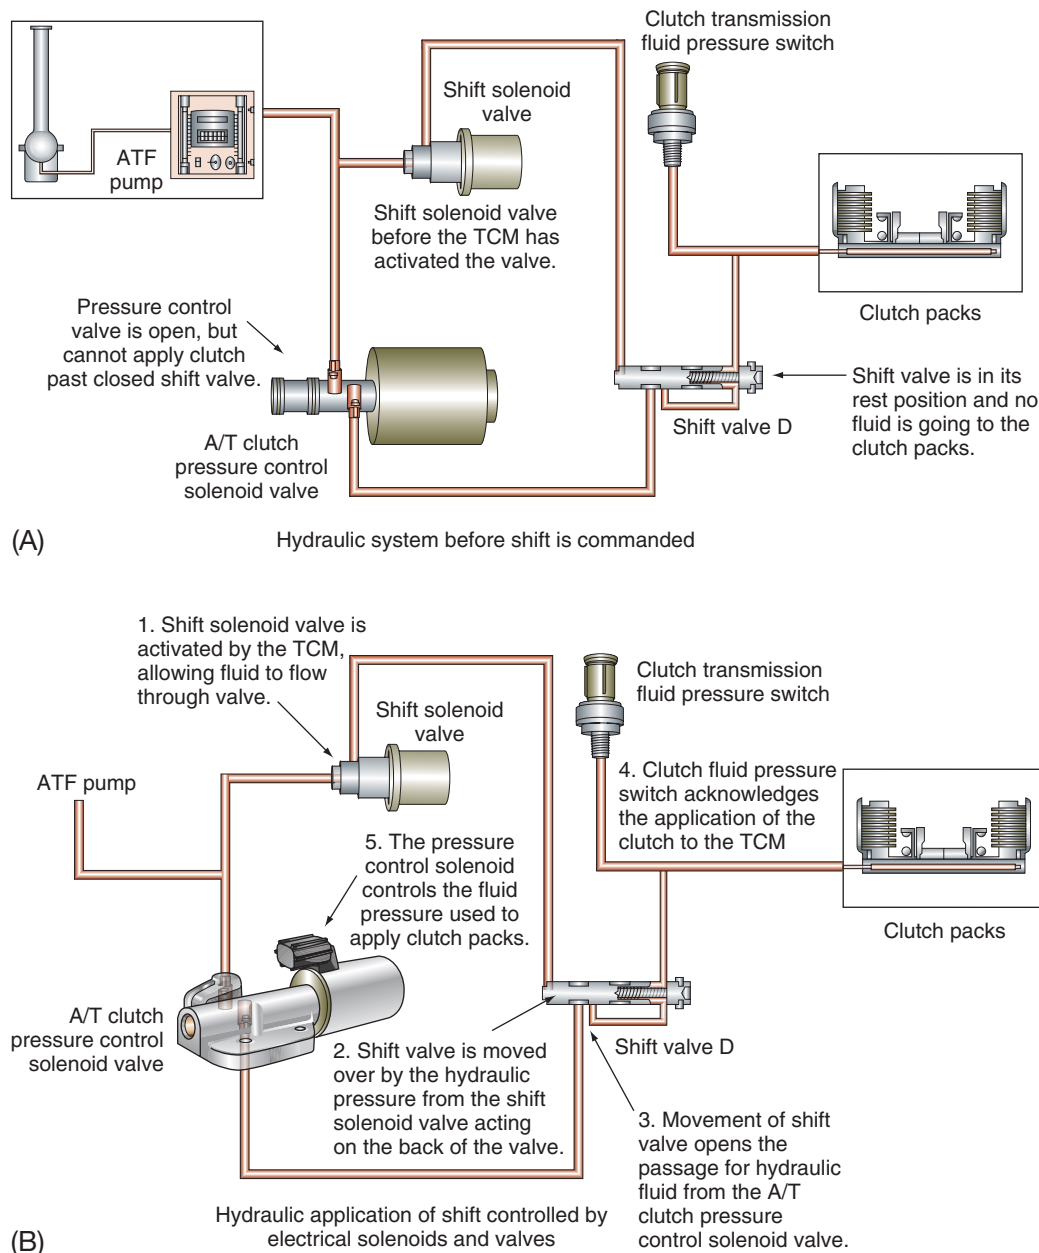 Clutch transmission
fluid pressure switch
Shift solenoid
valve
ATF
pump
Shift solenoid valve
before the TCM has
activated the valve.
Pressure control
valve is open, but
cannot apply clutch
past closed shift valve.
Clutch packs
Shift valve is in its
rest position and no
fluid is going to the
clutch packs.
Shift valve D
A/T clutch
pressure control
solenoid valve
(A)
Hydraulic system before shift is commanded
1. Shift solenoid valve is
activated by the TCM,
allowing fluid to flow
through valve.
Clutch transmission
fluid pressure switch
Shift solenoid
valve
ATF pump
4. Clutch fluid pressure
switch acknowledges
the application of the
clutch to the TCM
5. The pressure
control solenoid
controls the fluid
pressure used to
apply clutch packs.
Clutch packs
A/T clutch
pressure control
solenoid valve
Shift valve D
2. Shift valve is moved
over by the hydraulic
pressure from the shift
solenoid valve acting
on the back of the valve.
3. Movement of shift
valve opens the
passage for hydraulic
fluid from the A/T
clutch pressure
control solenoid valve.
(B)
Hydraulic application of shift controlled by
electrical solenoids and valves